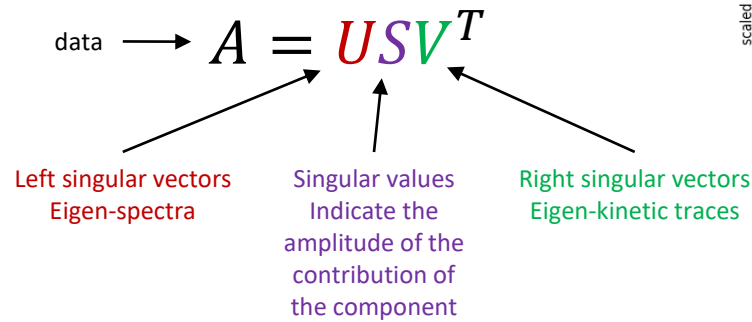 data A = USV^T
scaled
Left singular vectors
Eigen-spectra
Singular values
Indicate the
amplitude of the
contribution of
the component
Right singular vectors
Eigen-kinetic traces